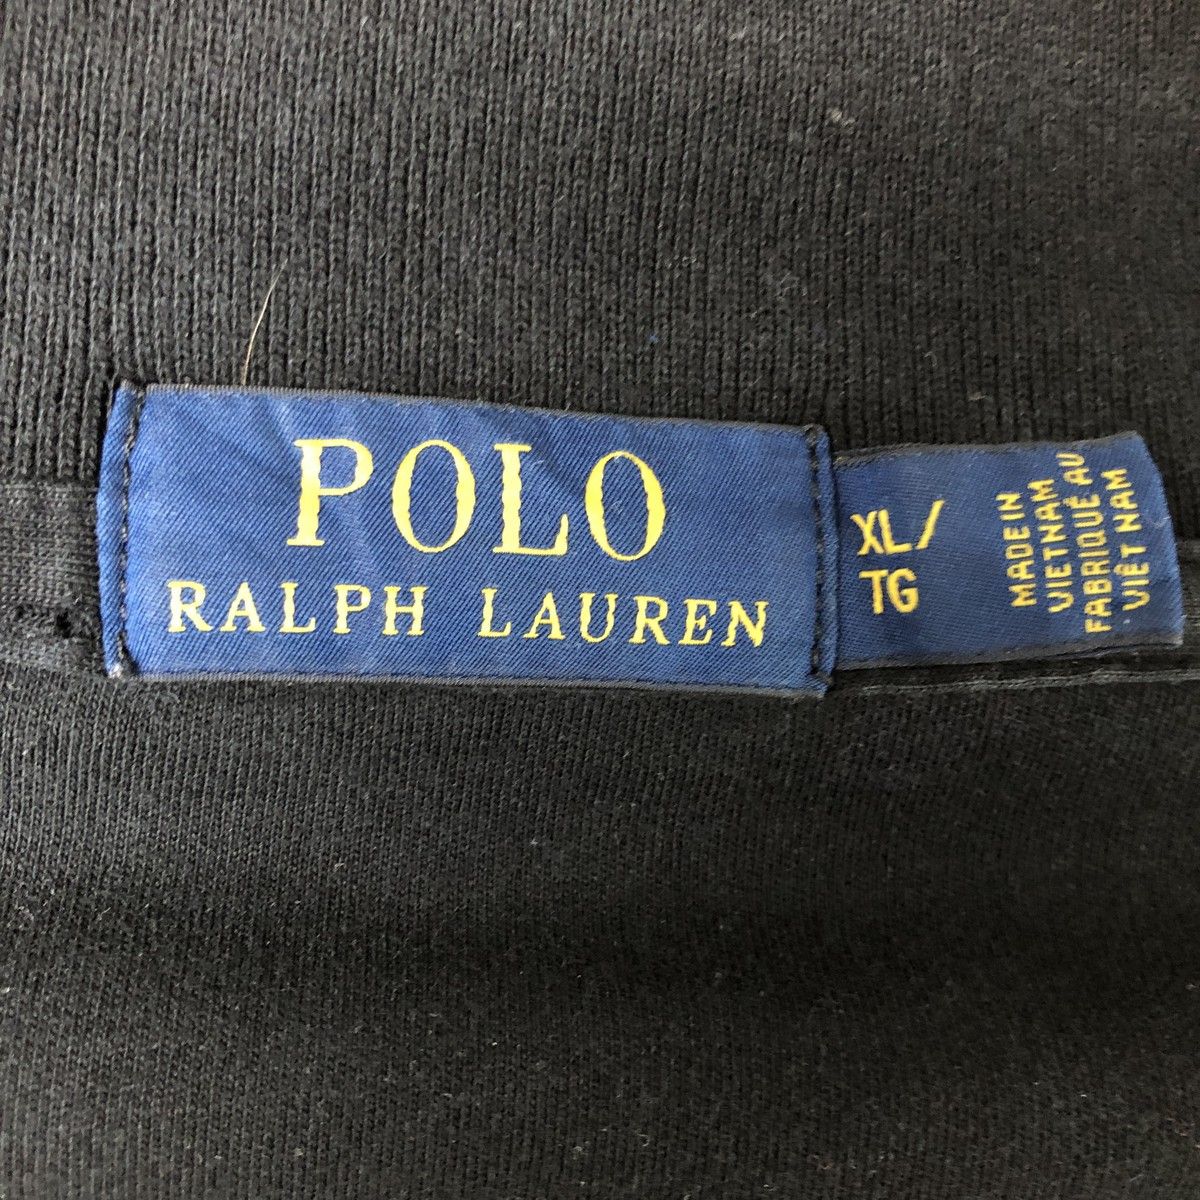 POLO
RALPH LAUREN
XL/
TG
MADE IN
VIETNAM
FABRIQUÉ AU
VIÊT NAM